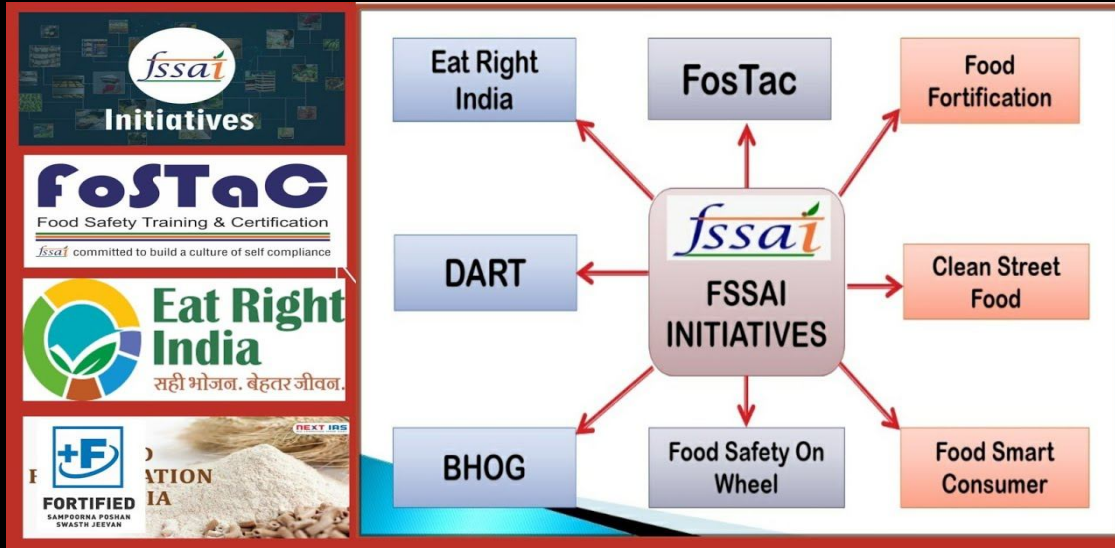 fssai
Initiatives
FoSTaC
Food Safety Training & Certification
fssai committed to build a culture of self compliance
Eat Right
India
सही भोजन. बेहतर जीवन.
NEXT IAS
+F
ATION
IA
FORTIFIED
SAMPOORNA POSHAN
SWASTH JEEVAN
Eat Right
India
FosTac
Food
Fortification
DART
fssai
FSSAI
INITIATIVES
Clean Street
Food
BHOG
Food Safety On
Wheel
Food Smart
Consumer